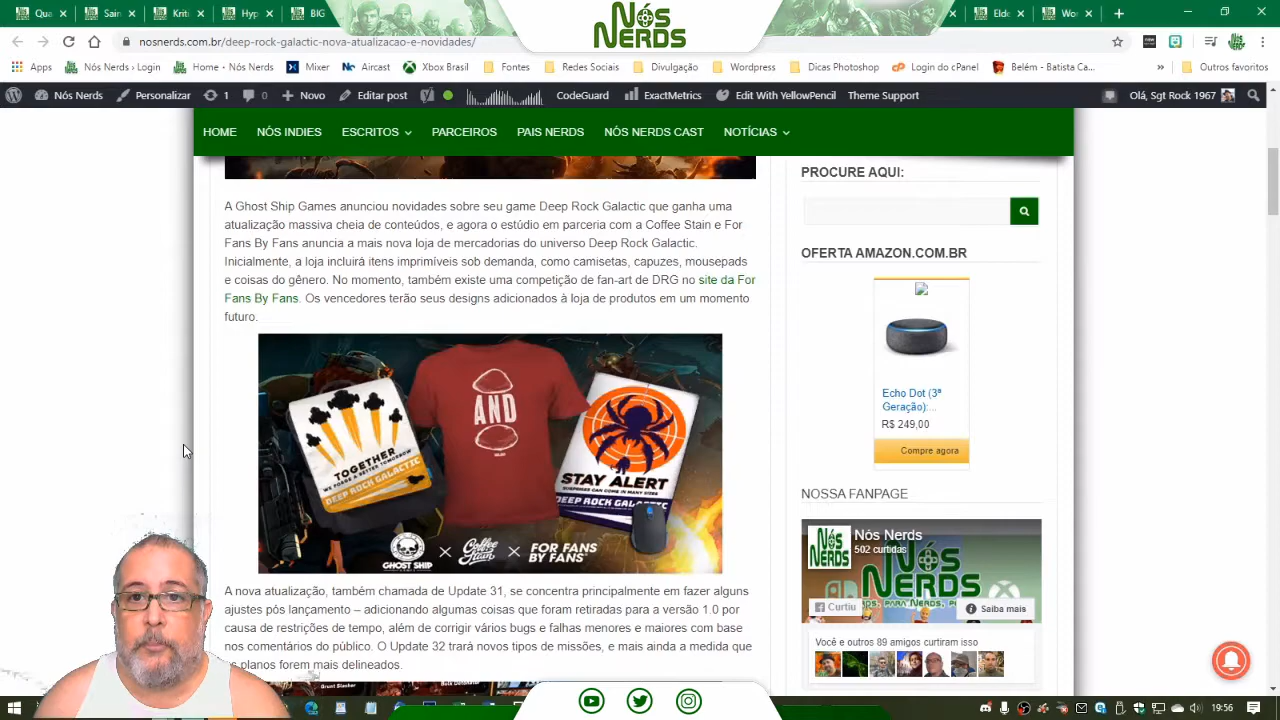 Qua
Sain
BIG
Parcei
NÓS
NERDS
Elde
Wo
nosnerds.com.br/deep-rock-galactic-nova-atualizacao-e-novidades/
Apps
Nós Nerds › Login
Home - Nós Nerds
Mixer
Aircast
Xbox Brasil
Fontes
Redes Sociais
Divulgação
Wordpress
Dicas Photoshop
Login do cPanel
Belém - Batista Ca...
»
Outros favoritos
Nós Nerds
Personalizar
1
0
Novo
Editar post
CodeGuard
ExactMetrics
Edit With YellowPencil
Theme Support
Olá, Sgt Rock 1967
HOME
NÓS INDIES
ESCRITOS
PARCEIROS
PAIS NERDS
NÓS NERDS CAST
NOTÍCIAS
A Ghost Ship Games anunciou novidades sobre seu game Deep Rock Galactic que ganha uma
atualização massiva cheia de conteúdos, e agora o estúdio em parceria com a Coffee Stain e For
Fans By Fans anuncia a mais nova loja de mercadorias do universo Deep Rock Galactic.
Inicialmente, a loja incluirá itens imprimíveis sob demanda, como camisetas, capuzes, mousepads
e coisas do gênero. No momento, também existe uma competição de fan-art de DRG no site da For
Fans By Fans. Os vencedores terão seus designs adicionados à loja de produtos em um momento
futuro.
TOGETHER
WE FORGE A BETTER TOMORROW
DEEP ROCK GALACTIC
AND
STAY ALERT
SURPRISES CAN COME IN MANY SIZES
DEEP ROCK GALACTIC
GHOST SHIP
×
Coffee
Stain
×
FOR FANS
BY FANS
A nova atualização, também chamada de Update 31, se concentra principalmente em fazer alguns
ajustes pós lançamento – adicionando algumas coisas que foram retiradas para a versão 1.0 por
causa de restrições de tempo, além de corrigir vários bugs e falhas menores e maiores com base
nos comentários do público. O Update 32 trará novos tipos de missões, e mais ainda a medida que
os planos forem mais delineados.
PROCURE AQUI:
OFERTA AMAZON.COM.BR
Echo Dot (3ª
Geração):...
R$ 249,00
Compre agora
NOSSA FANPAGE
NÓS
NERDS
Nós Nerds
502 curtidas
NÓS
NERDS
Curtiu
Saiba mais
Você e outros 89 amigos curtiram isso
19:56